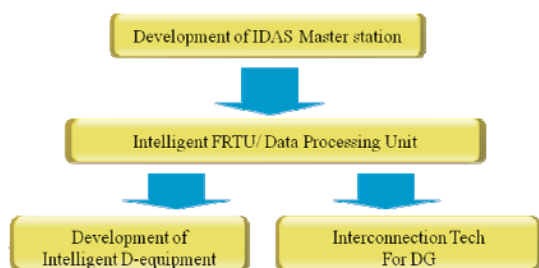 Development of IDAS Master station
Intelligent FRTU/ Data Processing Unit
Development of
Intelligent D-equipment
Interconnection Tech
For DG